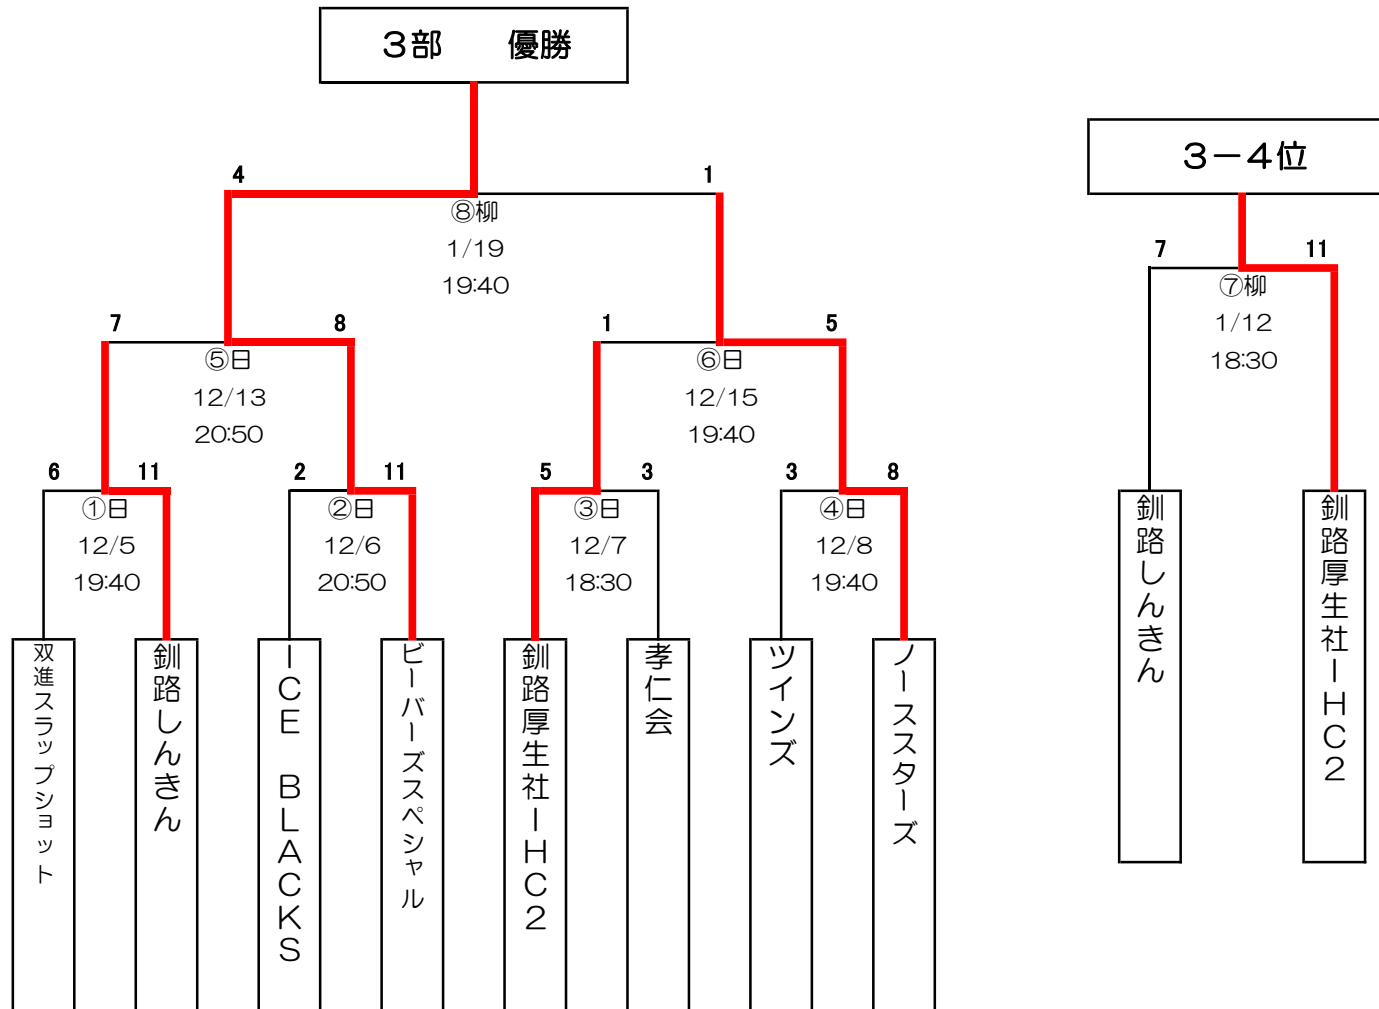 3部　優勝
3－4位
4
1
⑧柳
1/19
19:40
7
11
⑦柳
1/12
18:30
7
8
1
5
⑤日
12/13
20:50
⑥日
12/15
19:40
6
11
2
11
5
3
3
8
①日
12/5
19:40
②日
12/6
20:50
③日
12/7
18:30
④日
12/8
19:40
双進スラップショット
釧路しんきん
ICE BLACKS
ビーバーズスペシャル
釧路厚生社IHC2
孝仁会
ツインズ
ノーススターズ
釧路しんきん
釧路厚生社IHC2